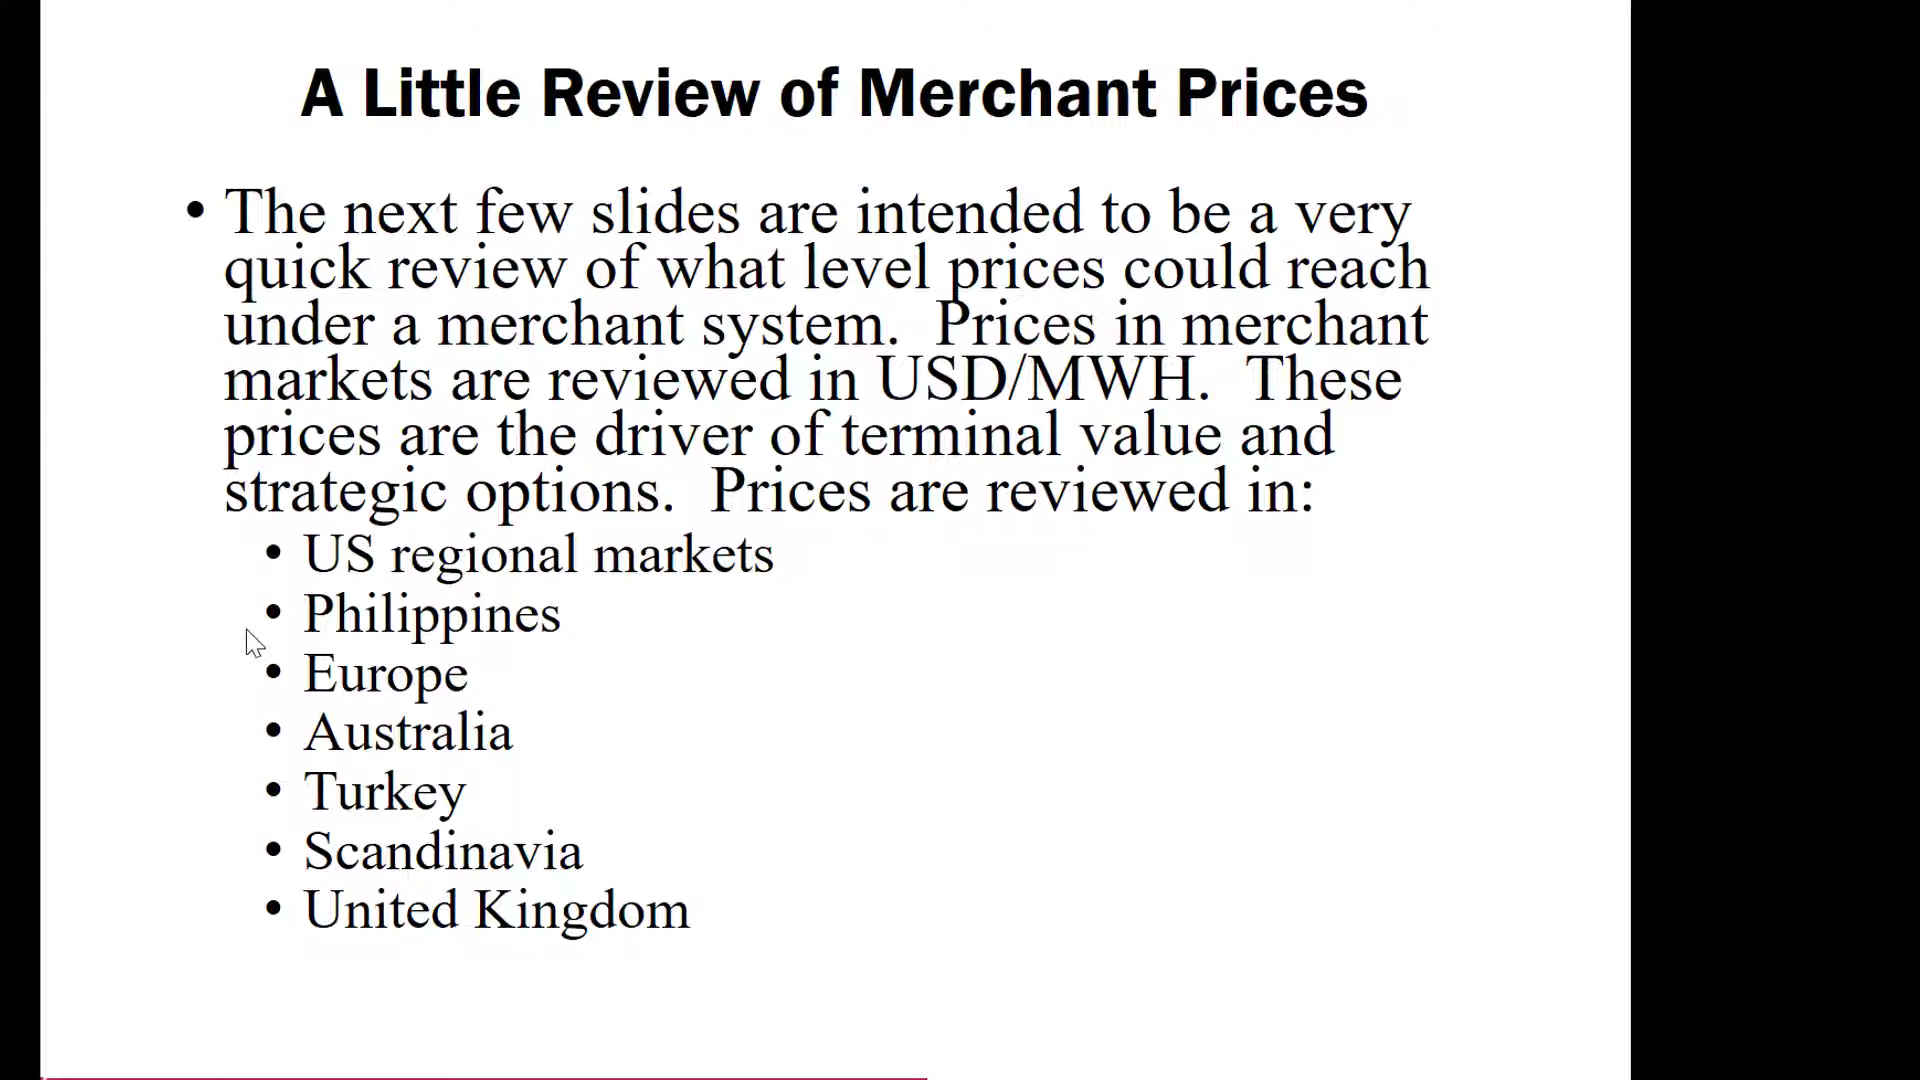 A Little Review of Merchant Prices
• The next few slides are intended to be a very
quick review of what level prices could reach
under a merchant system.  Prices in merchant
markets are reviewed in USD/MWH.  These
prices are the driver of terminal value and
strategic options.  Prices are reviewed in:
• US regional markets
• Philippines
• Europe
• Australia
• Turkey
• Scandinavia
• United Kingdom